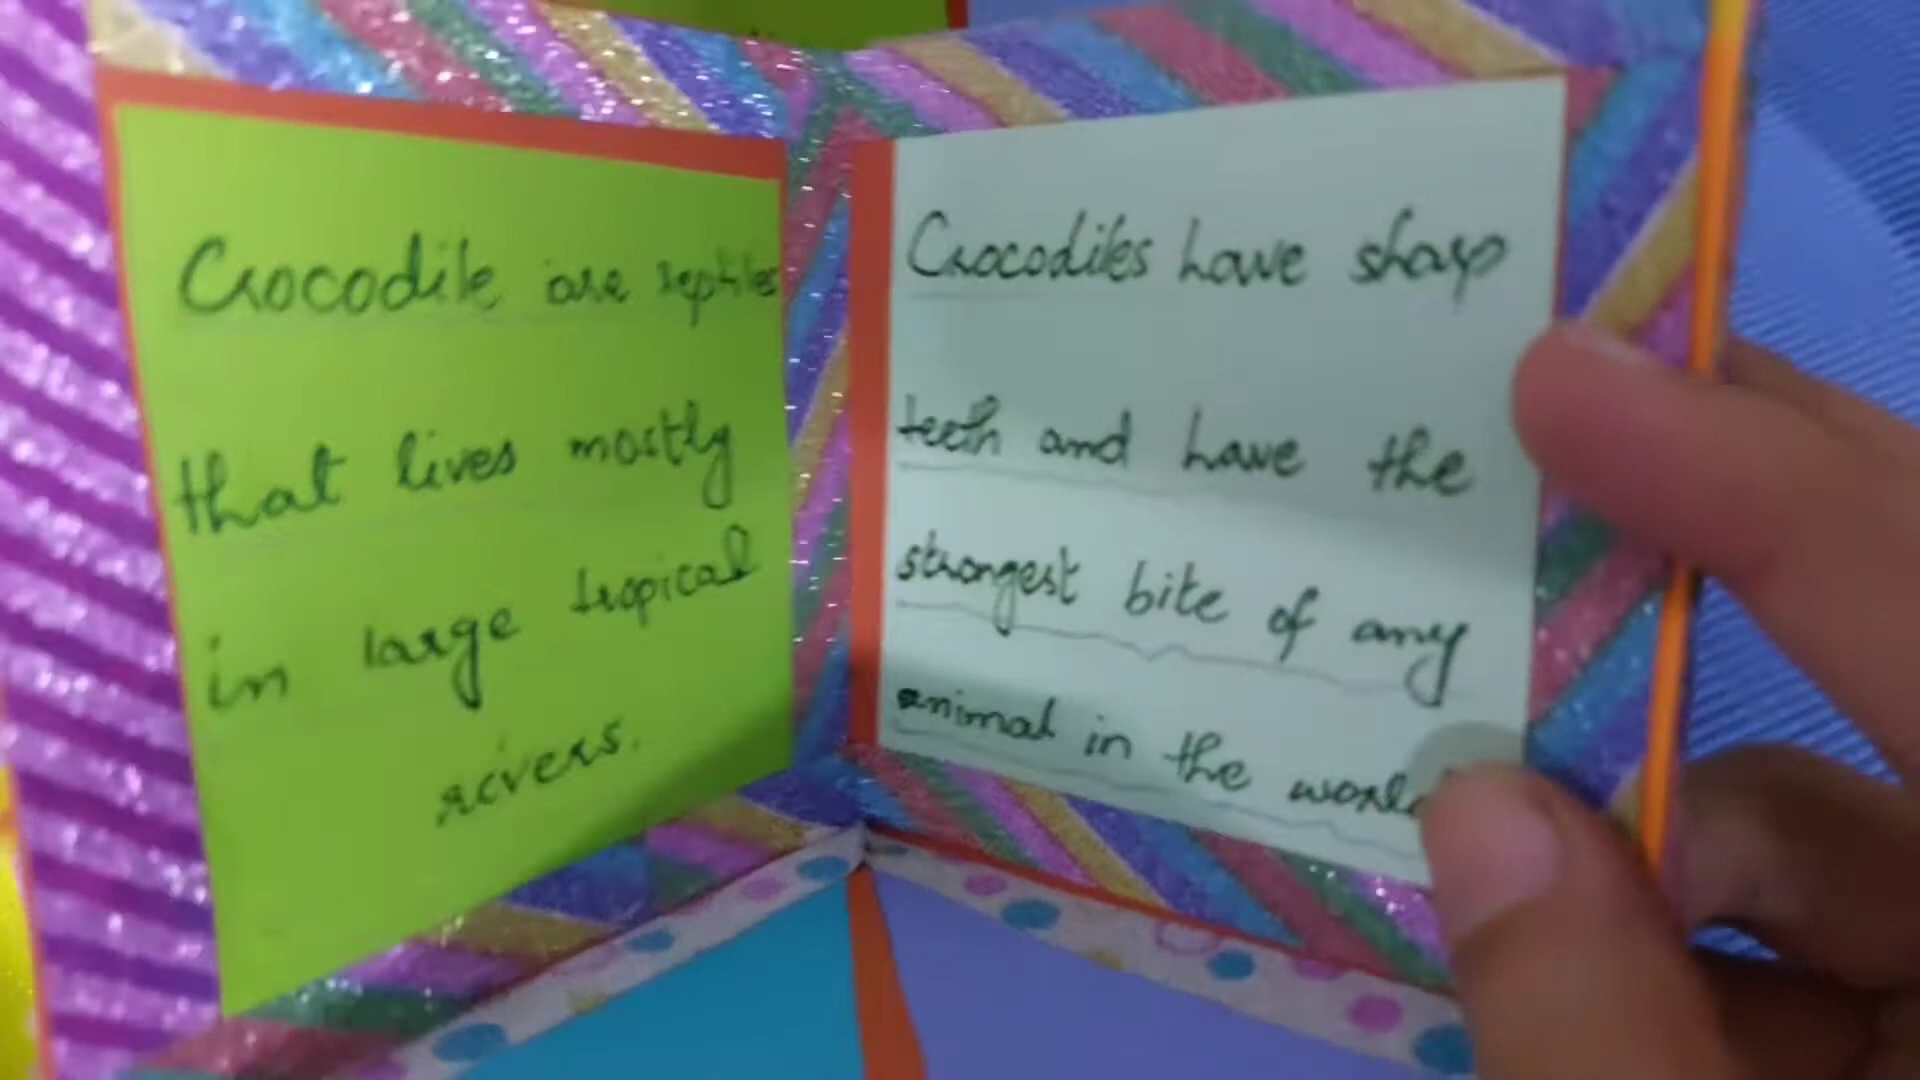 Crocodile are reptiles
that lives mostly
in large tropical
rivers.
Crocodiles have sharp
teeth and have the
strongest bite of any
animal in the world